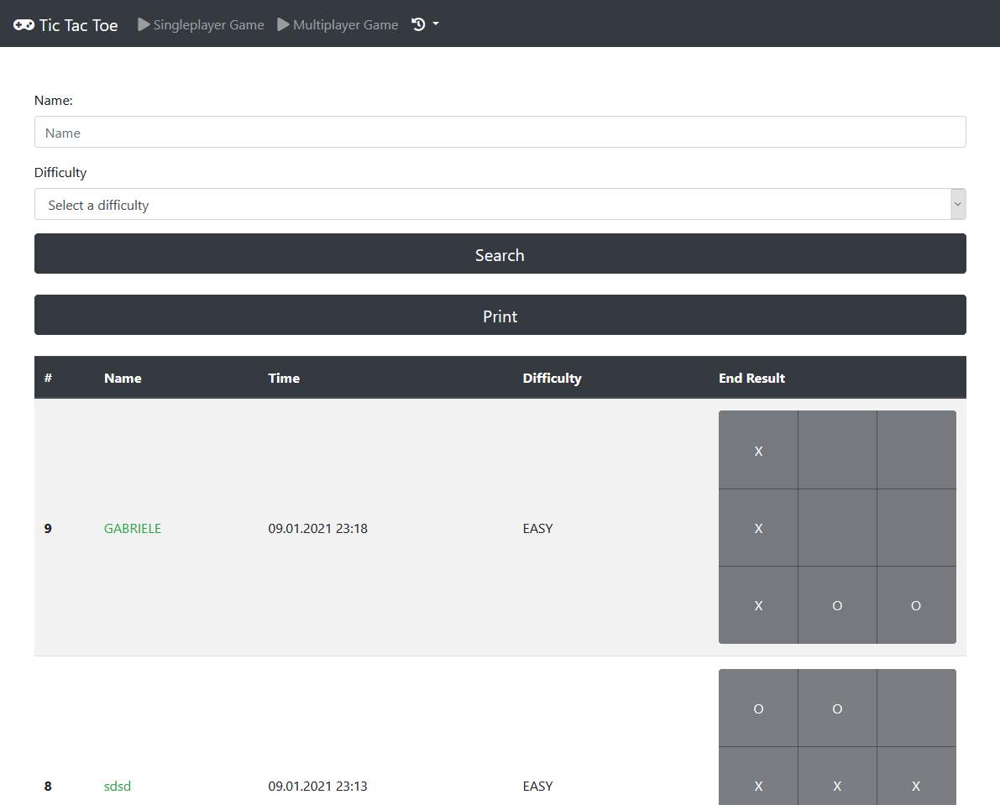 Tic Tac Toe Singleplayer Game Multiplayer Game
Name:
Name
Difficulty
Select a difficulty
Search
Print
# Name Time Difficulty End Result
X
9 GABRIELE 09.01.2021 23:18 EASY X
X O O
O O
8 sdsd 09.01.2021 23:13 EASY X X X